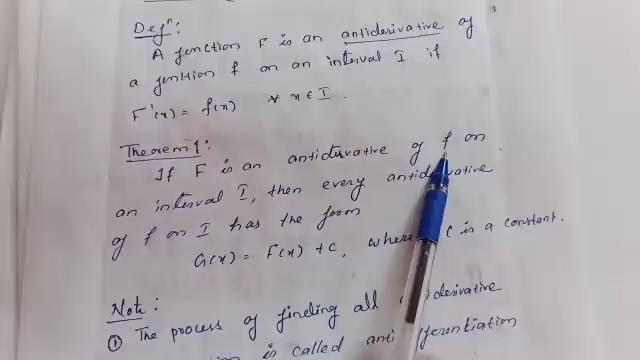 Defⁿ:
A function F is an antiderivative of
a function f on an interval I if
F'(x) = f(x) ∀ x ∈ I.
Theorem 1:
If F is an antiderivative of f on
an interval I, then every antiderivative
of f on I has the form
G(x) = F(x) + C, where C is a constant.
Note:
① The process of finding all
is called anti